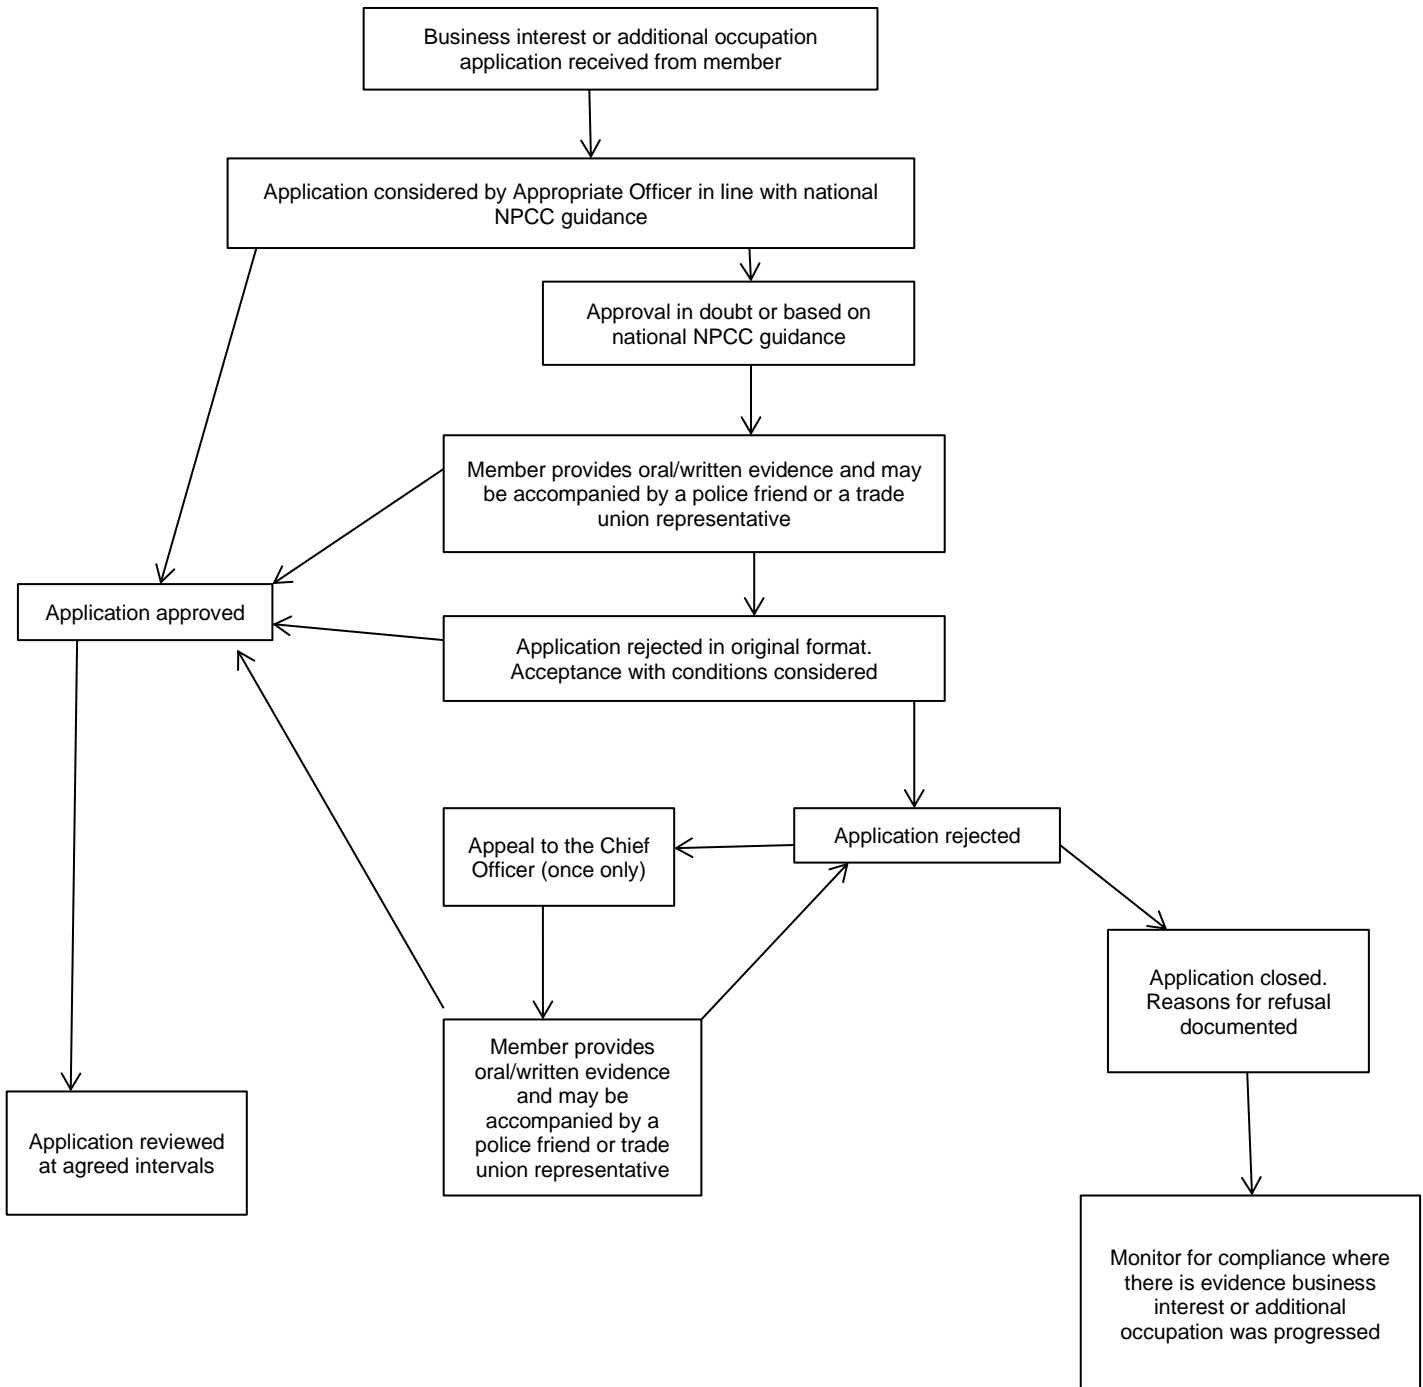 Business interest or additional occupation
application received from member
Application considered by Appropriate Officer in line with national
NPCC guidance
Approval in doubt or based on
national NPCC guidance
Member provides oral/written evidence and may
be accompanied by a police friend or a trade
union representative
Application approved
Application rejected in original format.
Acceptance with conditions considered
Appeal to the Chief
Officer (once only)
Application rejected
Application closed.
Reasons for refusal
documented
Member provides
oral/written evidence
and may be
accompanied by a
police friend or trade
union representative
Application reviewed
at agreed intervals
Monitor for compliance where
there is evidence business
interest or additional
occupation was progressed